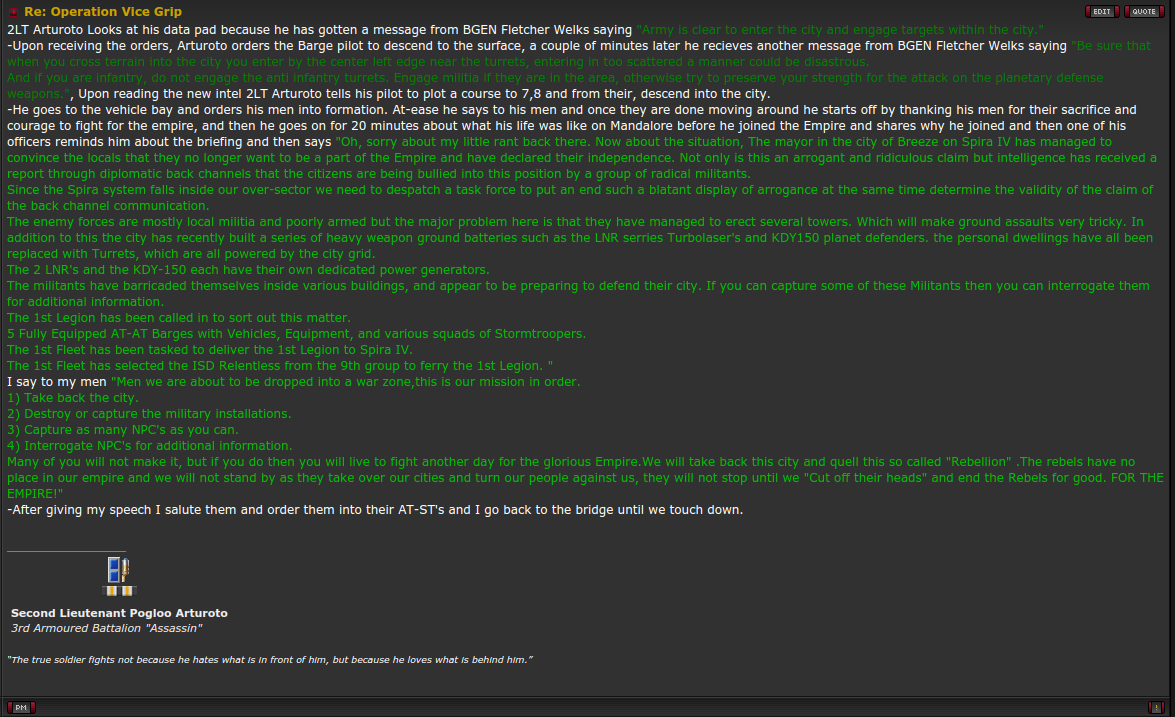 Re: Operation Vice Grip
EDIT QUOTE
2LT Arturoto Looks at his data pad because he has gotten a message from BGEN Fletcher Welks saying "Army is clear to enter the city and engage targets within the city."
-Upon receiving the orders, Arturoto orders the Barge pilot to descend to the surface, a couple of minutes later he recieves another message from BGEN Fletcher Welks saying "Be sure that
when you cross terrain into the city you enter by the center left edge near the turrets, entering in too scattered a manner could be disastrous.
And if you are infantry, do not engage the anti infantry turrets. Engage militia if they are in the area, otherwise try to preserve your strength for the attack on the planetary defense
weapons.", Upon reading the new intel 2LT Arturoto tells his pilot to plot a course to 7,8 and from their, descend into the city.
-He goes to the vehicle bay and orders his men into formation. At-ease he says to his men and once they are done moving around he starts off by thanking his men for their sacrifice and
courage to fight for the empire, and then he goes on for 20 minutes about what his life was like on Mandalore before he joined the Empire and shares why he joined and then one of his
officers reminds him about the briefing and then says "Oh, sorry about my little rant back there. Now about the situation, The mayor in the city of Breeze on Spira IV has managed to
convince the locals that they no longer want to be a part of the Empire and have declared their independence. Not only is this an arrogant and ridiculous claim but intelligence has received a
report through diplomatic back channels that the citizens are being bullied into this position by a group of radical militants.
Since the Spira system falls inside our over-sector we need to despatch a task force to put an end such a blatant display of arrogance at the same time determine the validity of the claim of
the back channel communication.
The enemy forces are mostly local militia and poorly armed but the major problem here is that they have managed to erect several towers. Which will make ground assaults very tricky. In
addition to this the city has recently built a series of heavy weapon ground batteries such as the LNR serries Turbolaser's and KDY150 planet defenders. the personal dwellings have all been
replaced with Turrets, which are all powered by the city grid.
The 2 LNR's and the KDY-150 each have their own dedicated power generators.
The militants have barricaded themselves inside various buildings, and appear to be preparing to defend their city. If you can capture some of these Militants then you can interrogate them
for additional information.
The 1st Legion has been called in to sort out this matter.
5 Fully Equipped AT-AT Barges with Vehicles, Equipment, and various squads of Stormtroopers.
The 1st Fleet has been tasked to deliver the 1st Legion to Spira IV.
The 1st Fleet has selected the ISD Relentless from the 9th group to ferry the 1st Legion. "
I say to my men "Men we are about to be dropped into a war zone,this is our mission in order.
1) Take back the city.
2) Destroy or capture the military installations.
3) Capture as many NPC's as you can.
4) Interrogate NPC's for additional information.
Many of you will not make it, but if you do then you will live to fight another day for the glorious Empire.We will take back this city and quell this so called "Rebellion" .The rebels have no
place in our empire and we will not stand by as they take over our cities and turn our people against us, they will not stop until we "Cut off their heads" and end the Rebels for good. FOR THE
EMPIRE!"
-After giving my speech I salute them and order them into their AT-ST's and I go back to the bridge until we touch down.
Second Lieutenant Pogloo Arturoto
3rd Armoured Battalion "Assassin"
"The true soldier fights not because he hates what is in front of him, but because he loves what is behind him."
PM !